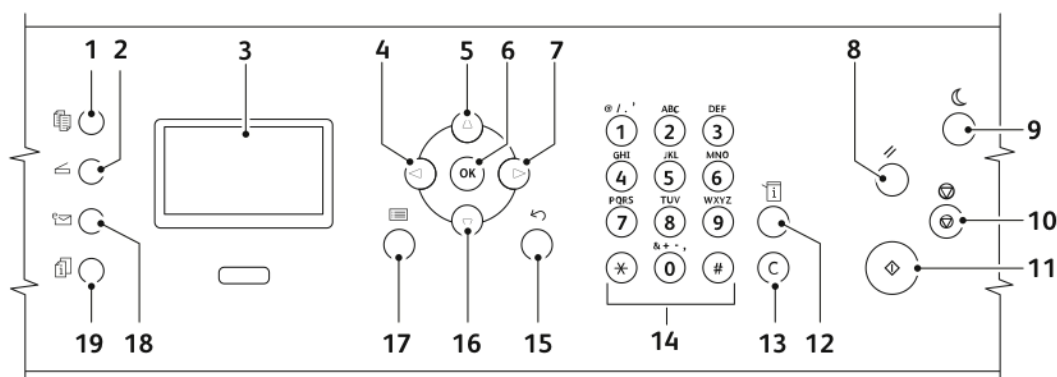 1 2 3 4 5 6 7 8
9
@ / . ' ABC DEF
1 2 3
GHI JKL MNO
4 OK 5 6
PQRS TUV WXYZ
7 8 9
10
& + - ,
* 0 # C
11
19 18 17 16 15 14 13 12